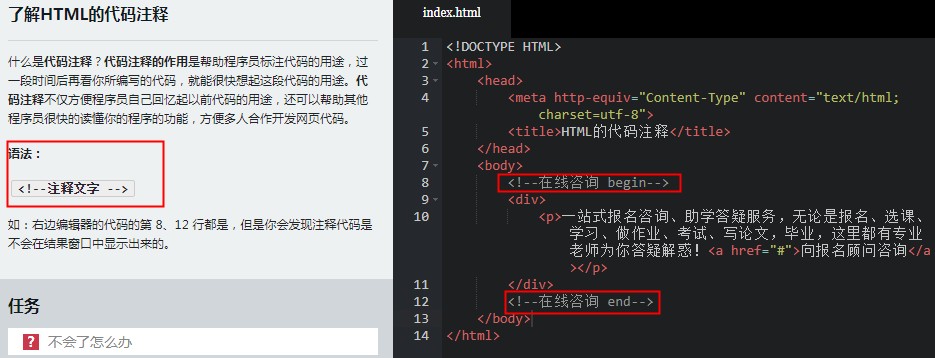 了解HTML的代码注释
什么是代码注释？代码注释的作用是帮助程序员标注代码的用途，过
一段时间后再看你所编写的代码，就能很快想起这段代码的用途。代
码注释不仅方便程序员自己回忆起以前代码的用途，还可以帮助其他
程序员很快的读懂你的程序的功能，方便多人合作开发网页代码。
语法：
<!--注释文字 -->
如：右边编辑器的代码的第 8、12 行都是，但是你会发现注释代码是
不会在结果窗口中显示出来的。
任务
? 不会了怎么办
index.html
1 <!DOCTYPE HTML>
2 <html>
3 <head>
4 <meta http-equiv="Content-Type" content="text/html;
charset=utf-8">
5 <title>HTML的代码注释</title>
6 </head>
7 <body>
8 <!--在线咨询 begin-->
9 <div>
10 <p>一站式报名咨询、助学答疑服务，无论是报名、选课、
学习、做作业、考试、写论文，毕业，这里都有专业
老师为你答疑解惑！<a href="#">向报名顾问咨询</a
></p>
11 </div>
12 <!--在线咨询 end-->
13 </body>
14 </html>